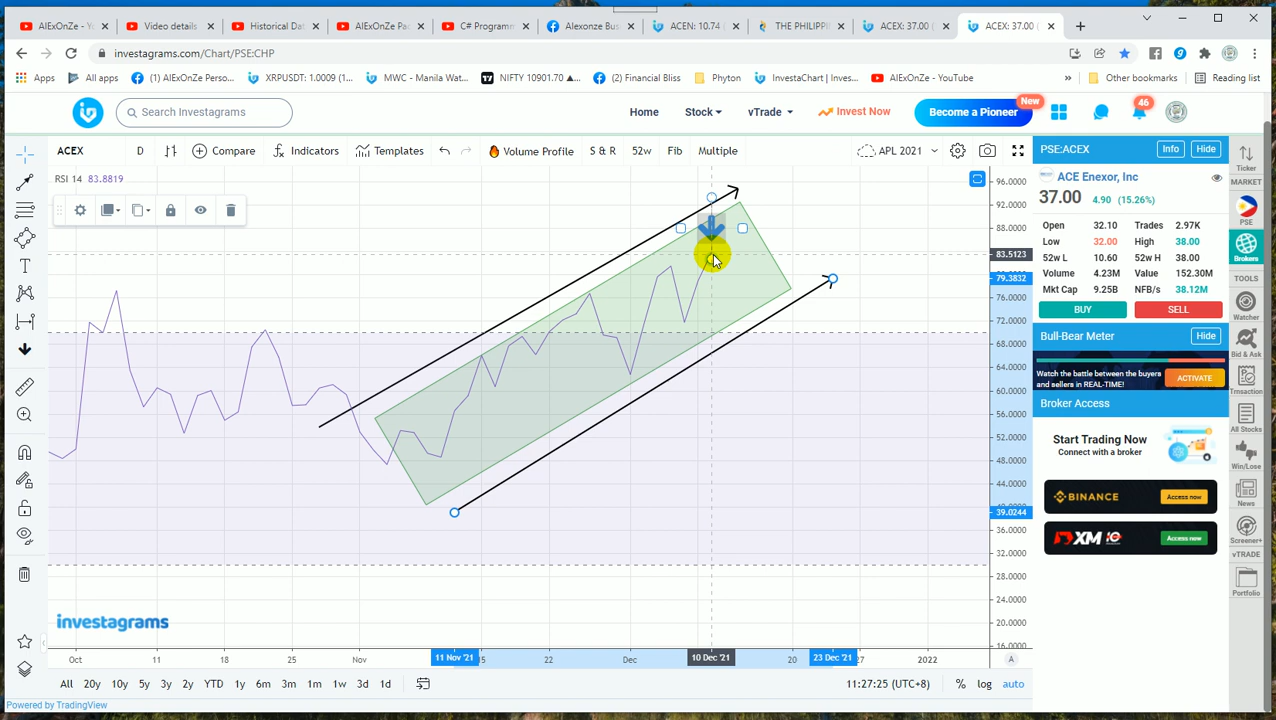 AlExOnZe - Y
Video details
Historical Dat
AlExOnZe Pa
C# Program
Alexonze Bus
ACEN: 10.74
THE PHILIPPI
ACEX: 37.00 (
ACEX: 37.00 (
investagrams.com/Chart/PSE:CHP
Apps
All apps
(1) AlExOnZe Perso...
XRPUSDT: 1.0009 (1...
MWC - Manila Wat...
NIFTY 10901.70 ▲...
(2) Financial Bliss
Phyton
InvestaChart | Inves...
AlExOnZe - YouTube
»
Other bookmarks
Reading list
Search Investagrams
Home
Stock
vTrade
Invest Now
Become a Pioneer
New
46
ACEX
D
Compare
Indicators
Templates
Volume Profile
S & R
52w
Fib
Multiple
APL 2021
RSI 14 83.8819
96.0000
92.0000
88.0000
83.5123
79.3832
76.0000
72.0000
68.0000
64.0000
60.0000
56.0000
52.0000
48.0000
44.0000
39.0244
36.0000
32.0000
28.0000
24.0000
20.0000
16.0000
investagrams
Oct
11
18
25
Nov
11 Nov '21
15
22
Dec
10 Dec '21
20
23 Dec '21
27
2022
A
All
20y
10y
5y
3y
2y
YTD
1y
6m
3m
1m
1w
3d
1d
11:27:25 (UTC+8)
%
log
auto
Powered by TradingView
PSE:ACEX
Info
Hide
ACE Enexor, Inc
37.00 4.90 (15.26%)
Open 32.10 Trades 2.97K
Low 32.00 High 38.00
52w L 10.60 52w H 38.00
Volume 4.23M Value 152.30M
Mkt Cap 9.25B NFB/s 38.12M
BUY
SELL
Bull-Bear Meter
Hide
Watch the battle between the buyers
and sellers in REAL-TIME!
ACTIVATE
Broker Access
Start Trading Now
Connect with a broker
BINANCE
Access now
XM
Access now
Ticker
MARKET
PSE
Brokers
TOOLS
Watcher
Bid & Ask
Trnsaction
All Stocks
Win/Lose
News
Screener+
vTRADE
Portfolio